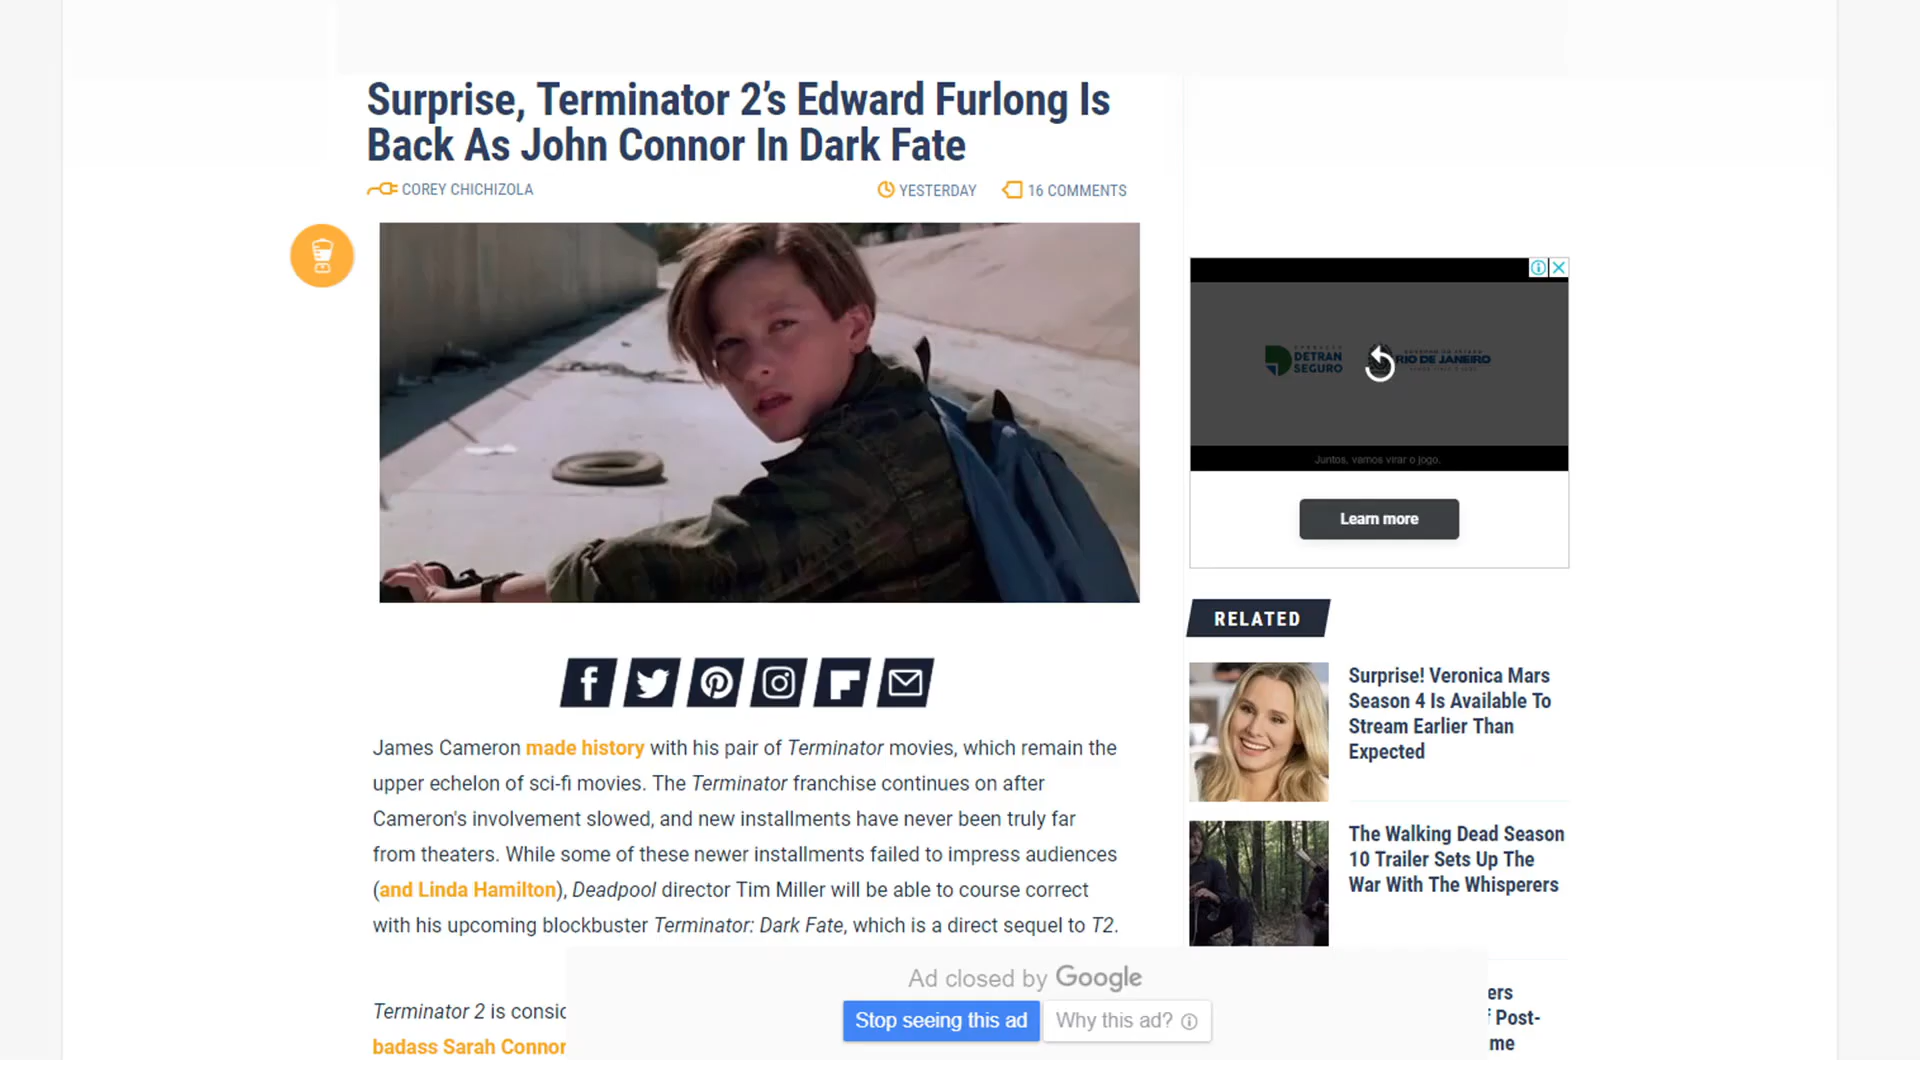 Surprise, Terminator 2’s Edward Furlong Is
Back As John Connor In Dark Fate
COREY CHICHIZOLA
YESTERDAY
16 COMMENTS
DETRAN
SEGURO
RIO DE JANEIRO
Juntos, vamos virar o jogo.
Learn more
RELATED
Surprise! Veronica Mars
Season 4 Is Available To
Stream Earlier Than
Expected
The Walking Dead Season
10 Trailer Sets Up The
War With The Whisperers
ers
Post-
me
James Cameron made history with his pair of Terminator movies, which remain the
upper echelon of sci-fi movies. The Terminator franchise continues on after
Cameron's involvement slowed, and new installments have never been truly far
from theaters. While some of these newer installments failed to impress audiences
(and Linda Hamilton), Deadpool director Tim Miller will be able to course correct
with his upcoming blockbuster Terminator: Dark Fate, which is a direct sequel to T2.
Terminator 2 is consid
badass Sarah Connor
Ad closed by Google
Stop seeing this ad
Why this ad?